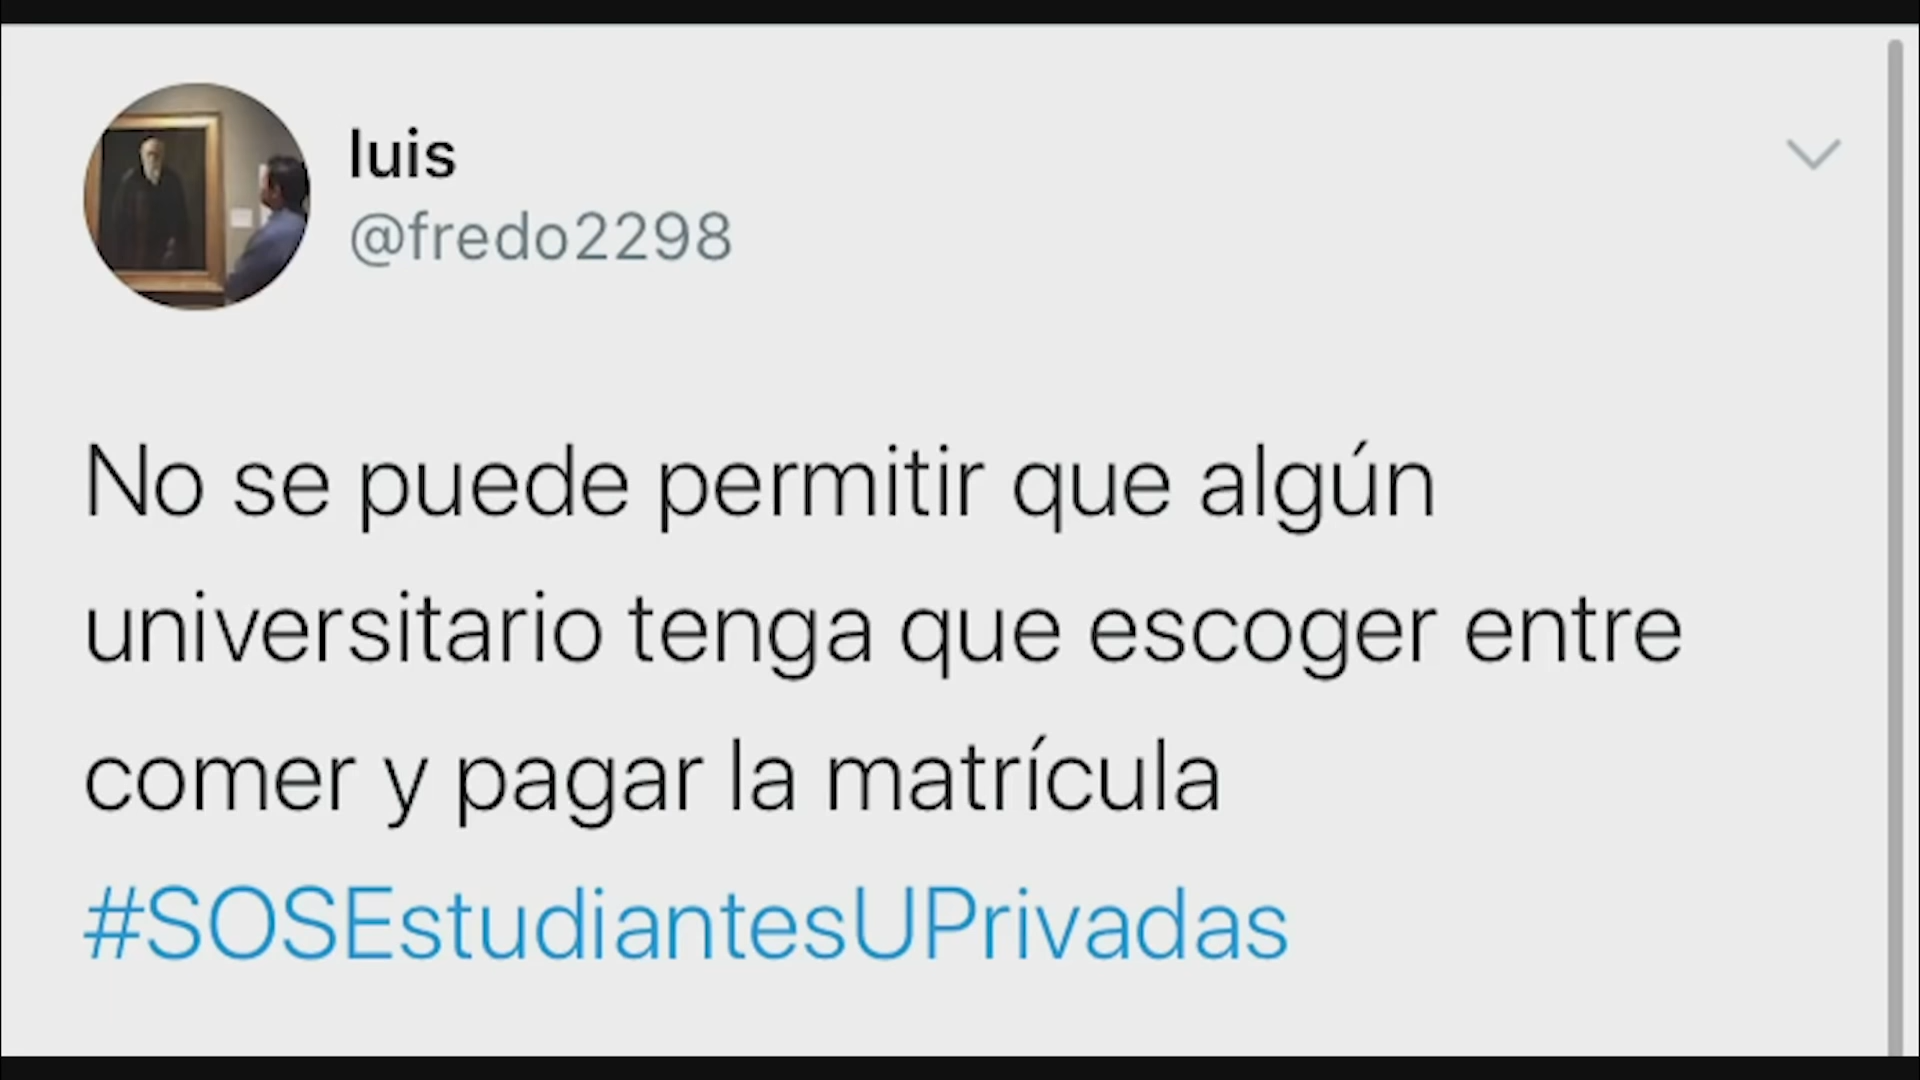 luis
@fredo2298
No se puede permitir que algún
universitario tenga que escoger entre
comer y pagar la matrícula
#SOSEstudiantesUPrivadas